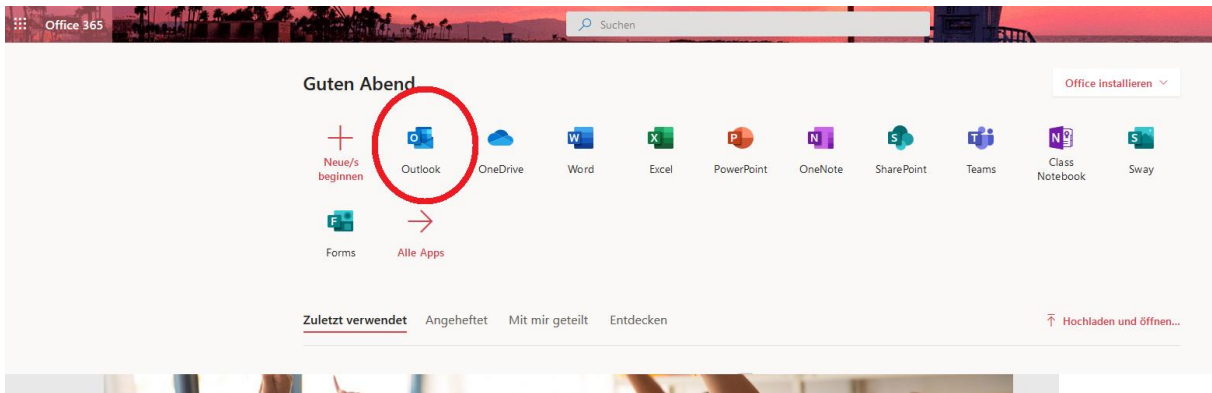 Office 365
Suchen
Guten Abend
Office installieren
Neue/s beginnen
Outlook
OneDrive
Word
Excel
PowerPoint
OneNote
SharePoint
Teams
Class Notebook
Sway
Forms
Alle Apps
Zuletzt verwendet Angeheftet Mit mir geteilt Entdecken
Hochladen und öffnen...